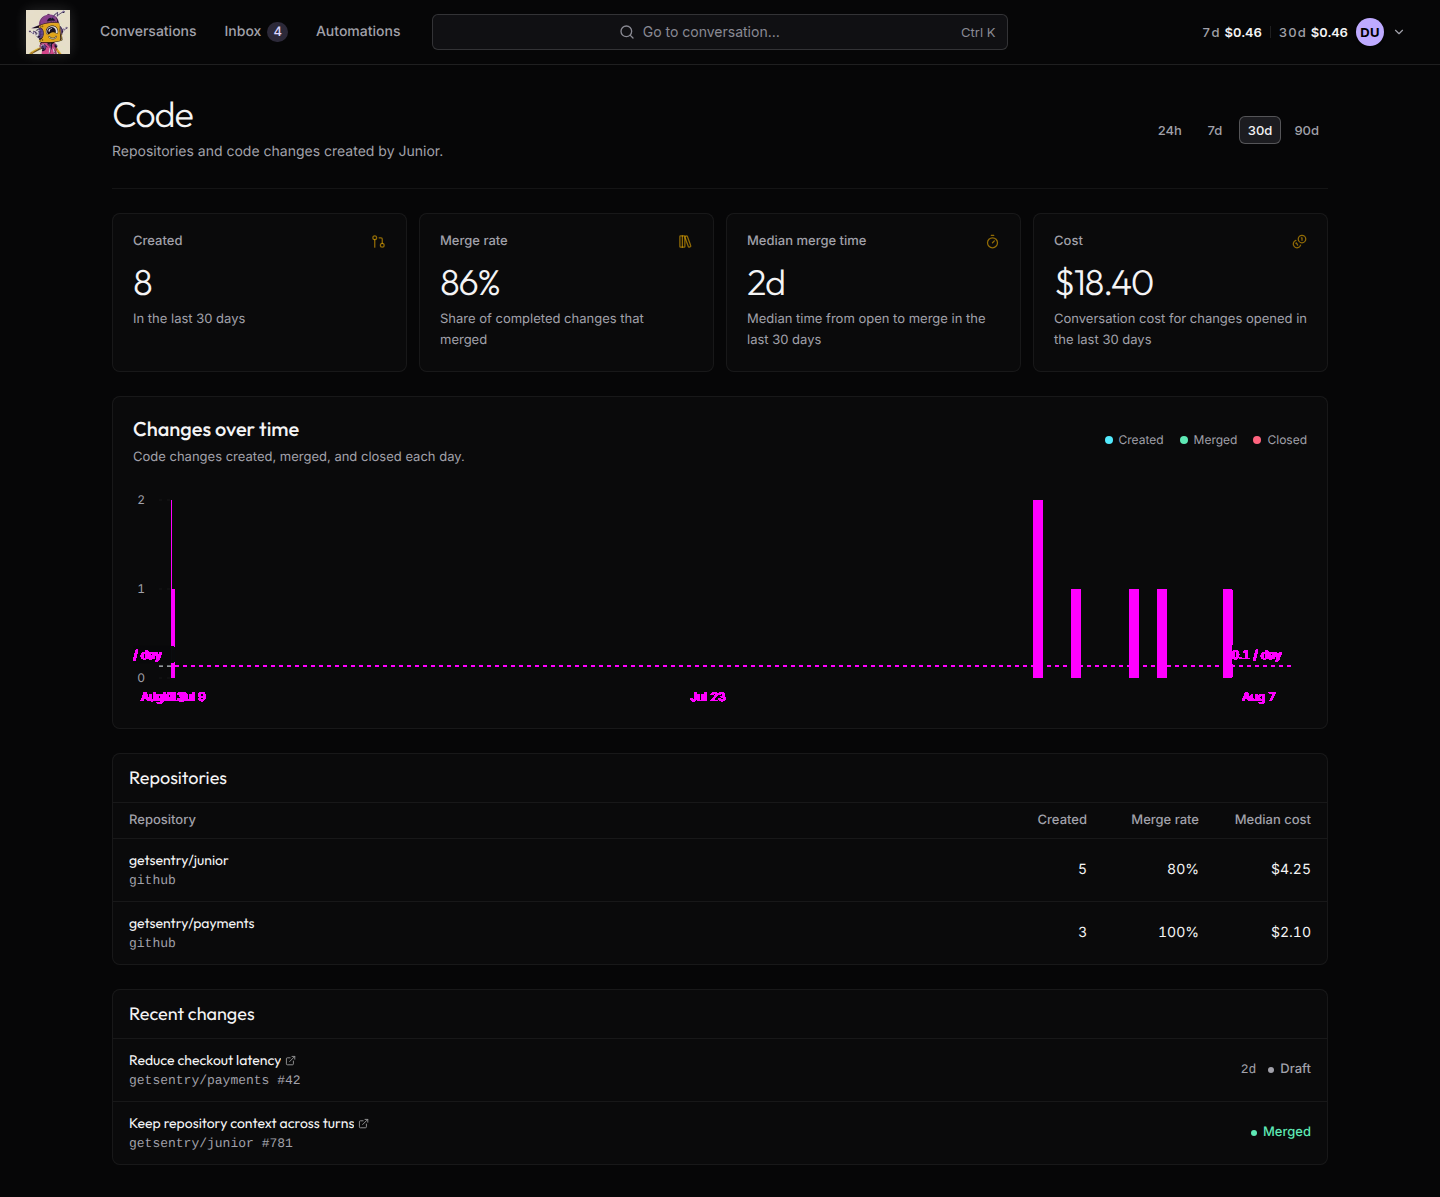 Conversations
Inbox 4
Automations
Go to conversation...
Ctrl K
7d $0.46
30d $0.46
DU
Code
Repositories and code changes created by Junior.
24h 7d 30d 90d
Created
8
In the last 30 days
Merge rate
86%
Share of completed changes that
merged
Median merge time
2d
Median time from open to merge in the
last 30 days
Cost
$18.40
Conversation cost for changes opened in
the last 30 days
Changes over time
Code changes created, merged, and closed each day.
Created Merged Closed
2
1
/ day
.1 / day
0
Jul 9
Jul 23
Aug 7
Repositories
Repository Created Merge rate Median cost
getsentry/junior
github
5 80% $4.25
getsentry/payments
github
3 100% $2.10
Recent changes
Reduce checkout latency
getsentry/payments #42
2d Draft
Keep repository context across turns
getsentry/junior #781
Merged